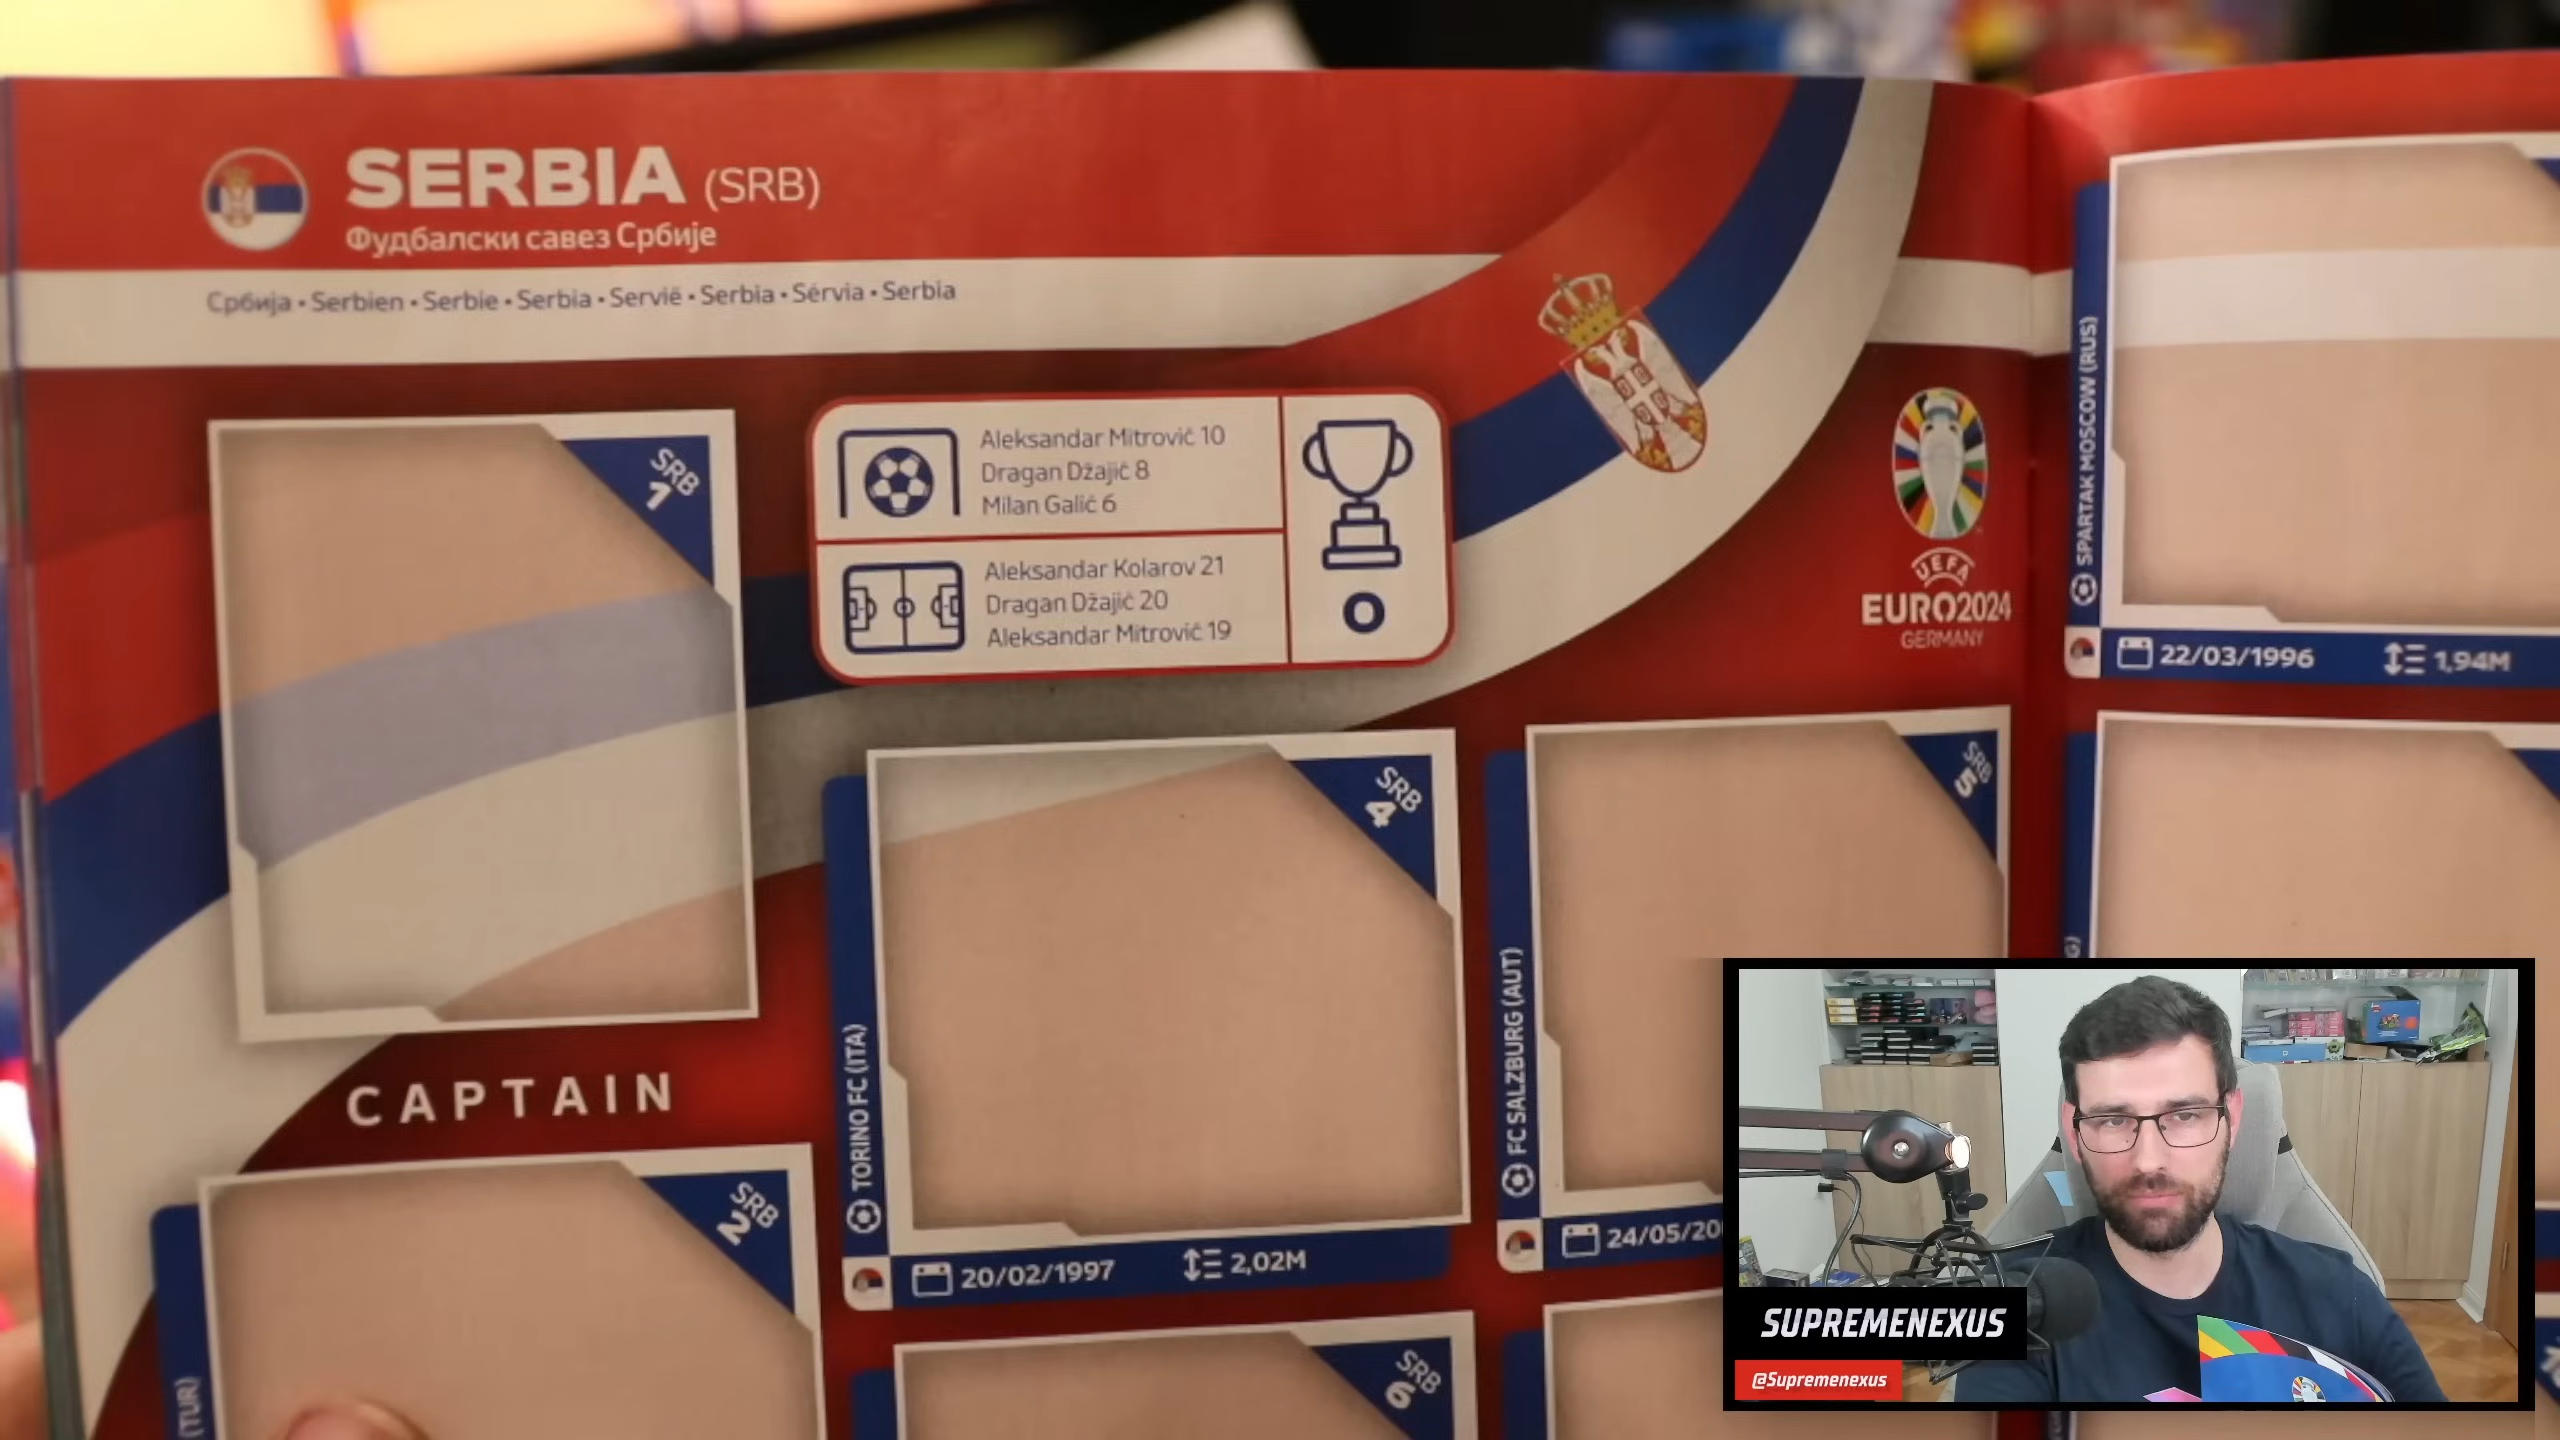 SERBIA (SRB)
Фудбалски савез Србије
Србија • Serbien • Serbie • Serbia • Servië • Serbia • Sérvia • Serbia
SRB
1
Aleksandar Mitrović 10
Dragan Džajić 8
Milan Galić 6
Aleksandar Kolarov 21
Dragan Džajić 20
Aleksandar Mitrović 19
0
UEFA
EURO2024
GERMANY
SPARTAK MOSCOW (RUS)
22/03/1996 1,94M
CAPTAIN
SRB
4
TORINO FC (ITA)
20/02/1997 2,02M
SRB
5
FC SALZBURG (AUT)
24/05/20
SRB
2
(TUR)
SRB
6
SUPREMENEXUS
@Supremenexus